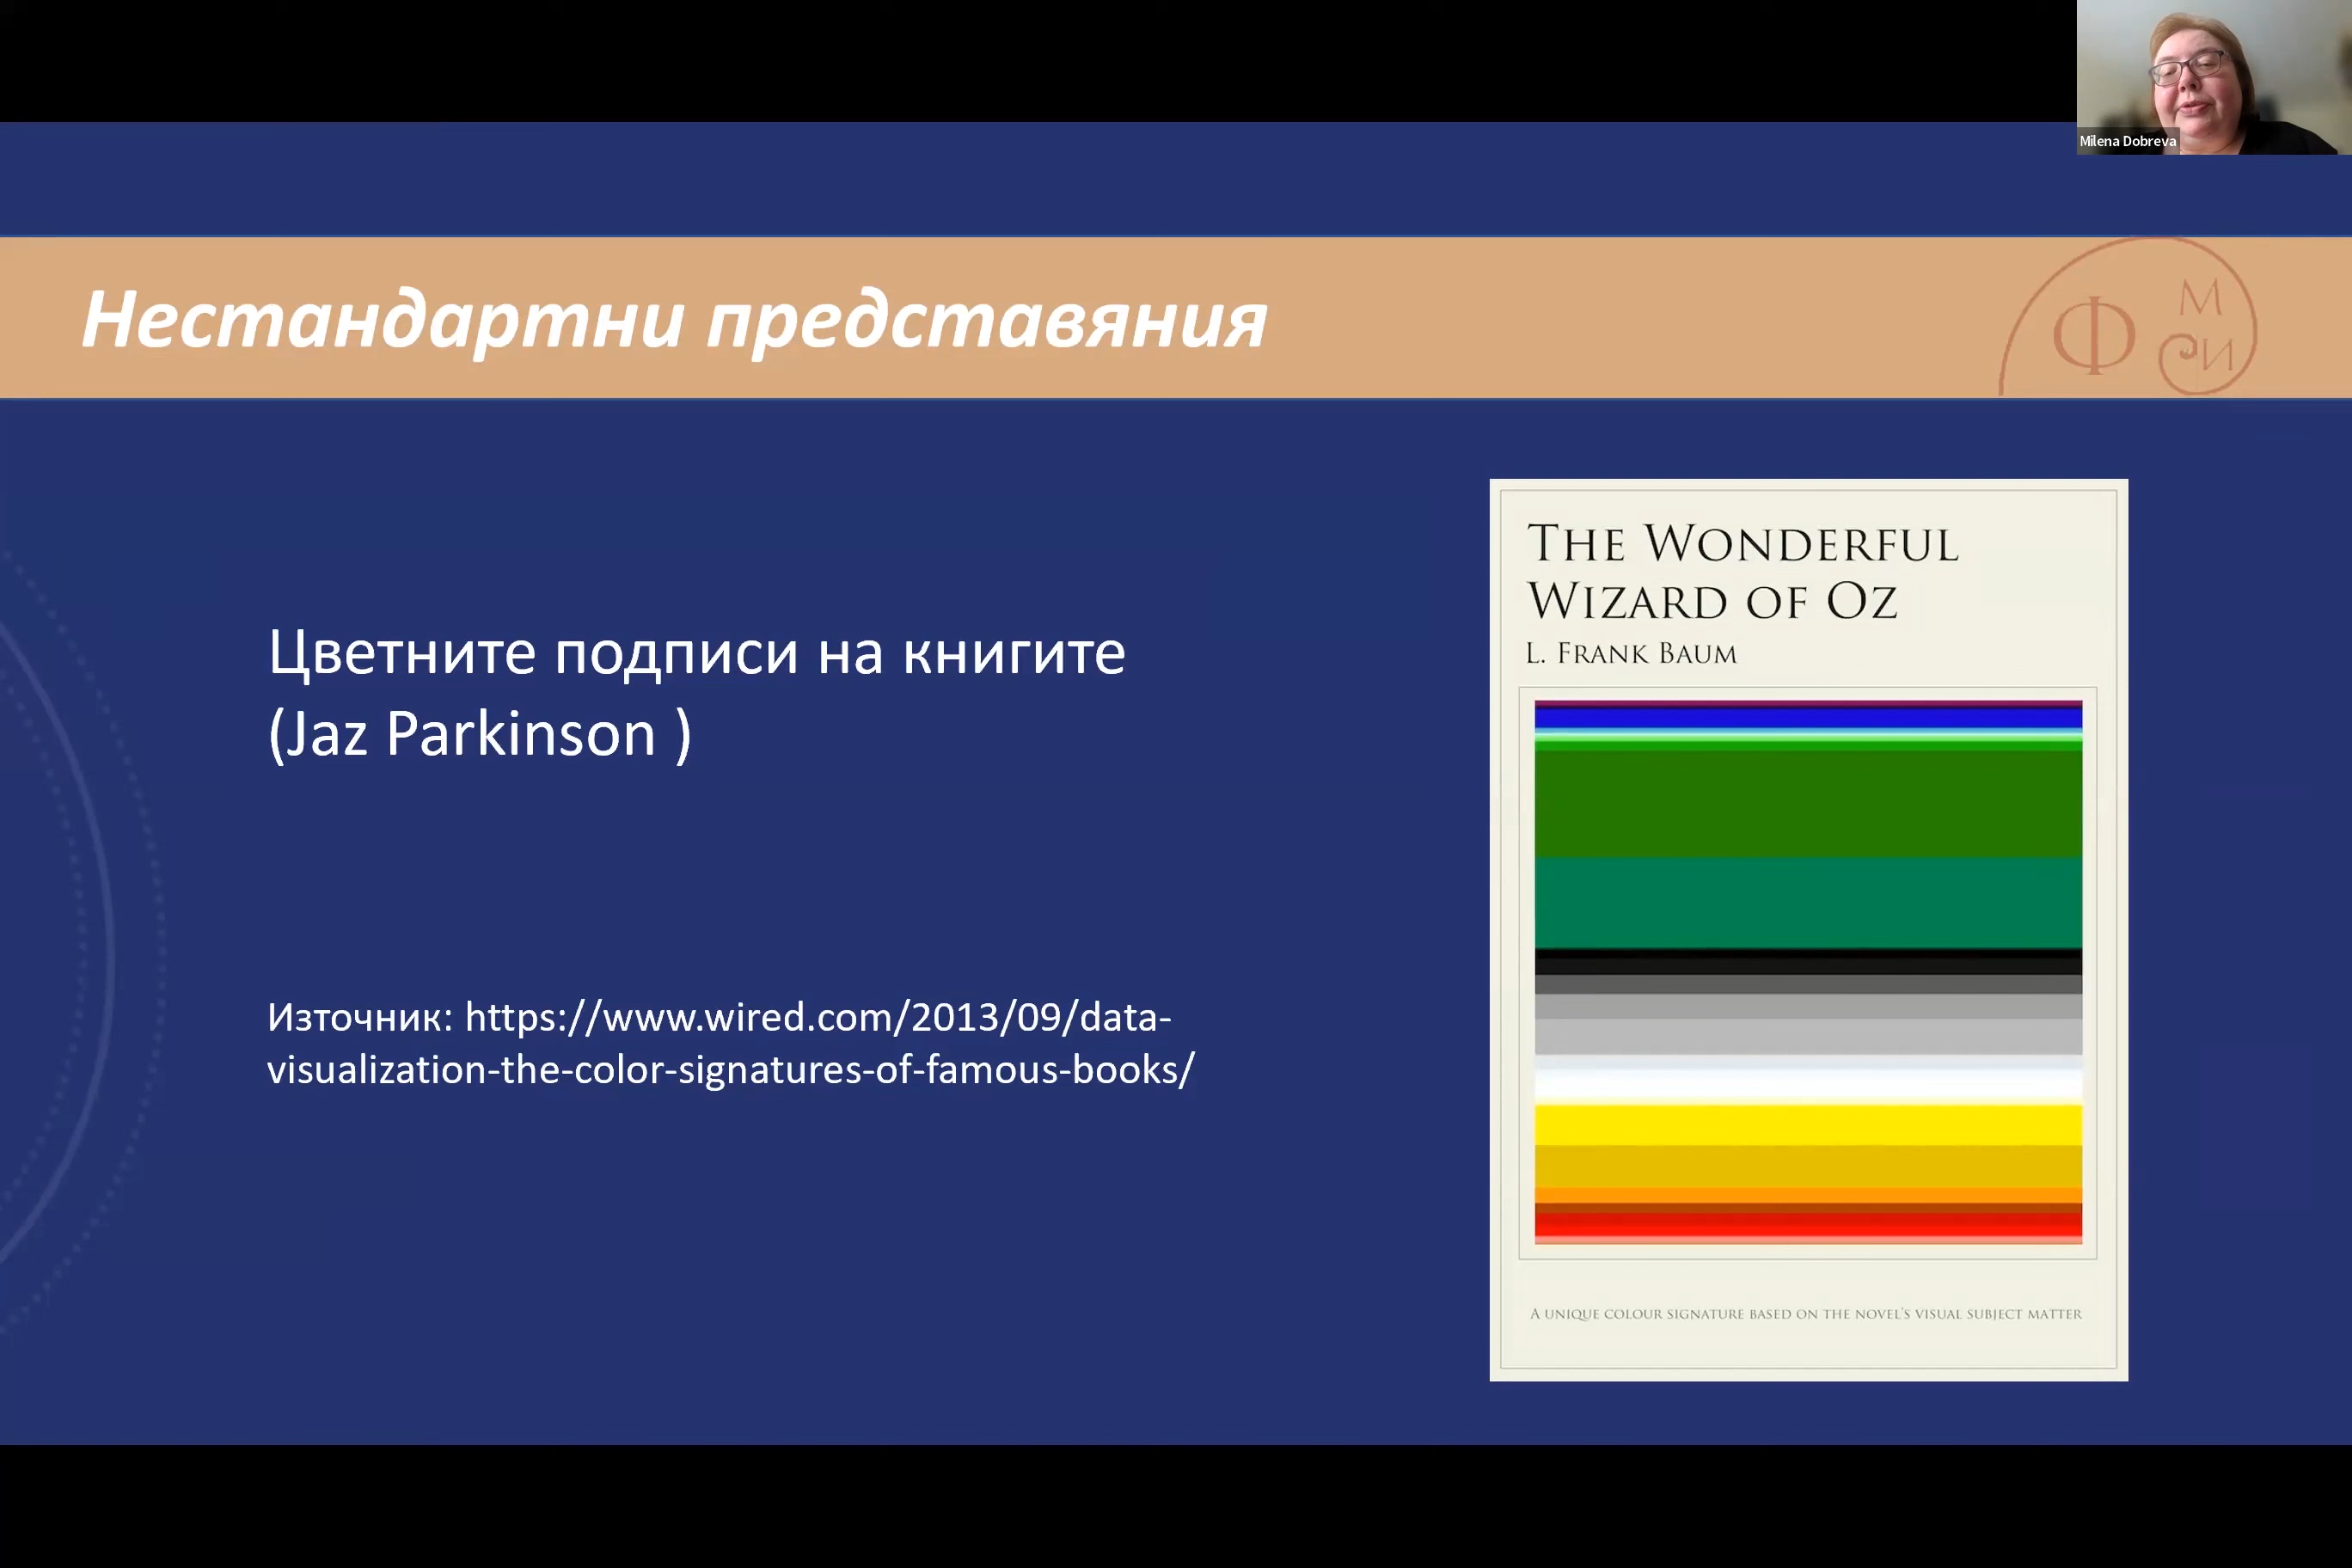 Milena Dobreva
Нестандартни представяния
Ф М
СИ
Цветните подписи на книгите
(Jaz Parkinson )
Източник: https://www.wired.com/2013/09/data-
visualization-the-color-signatures-of-famous-books/
The Wonderful
Wizard of Oz
L. Frank Baum
A unique colour signature based on the novel's visual subject matter